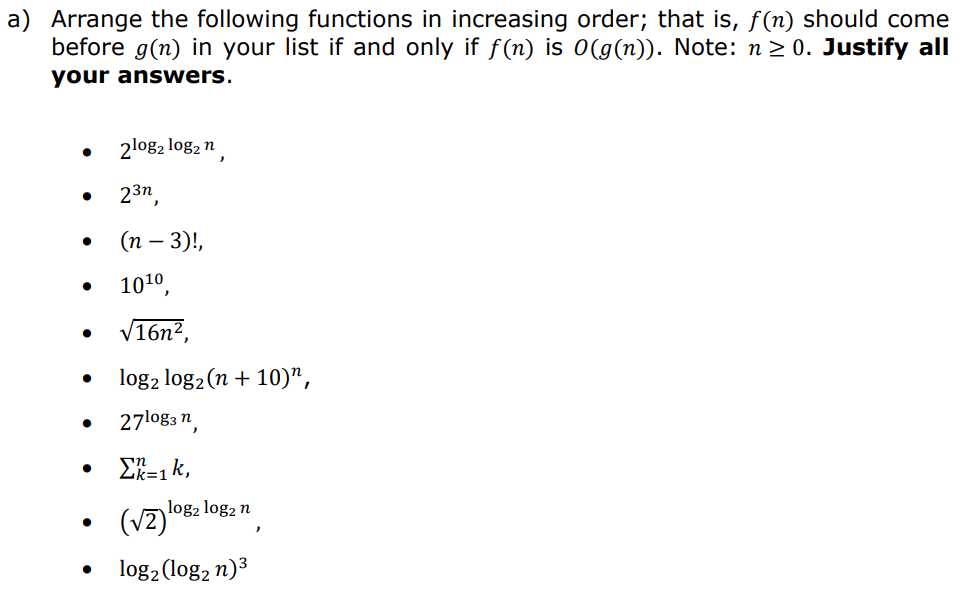 a) Arrange the following functions in increasing order; that is, f(n) should come
before g(n) in your list if and only if f(n) is O(g(n)). Note: n ≥ 0. Justify all
your answers.
• 2^{log₂ log₂ n},
• 2^{3n},
• (n − 3)!,
• 10^{10},
• √(16n²),
• log₂ log₂(n + 10)ⁿ,
• 27^{log₃ n},
• ∑_{k=1}^{n} k,
• (√2)^{log₂ log₂ n},
• log₂(log₂ n)³